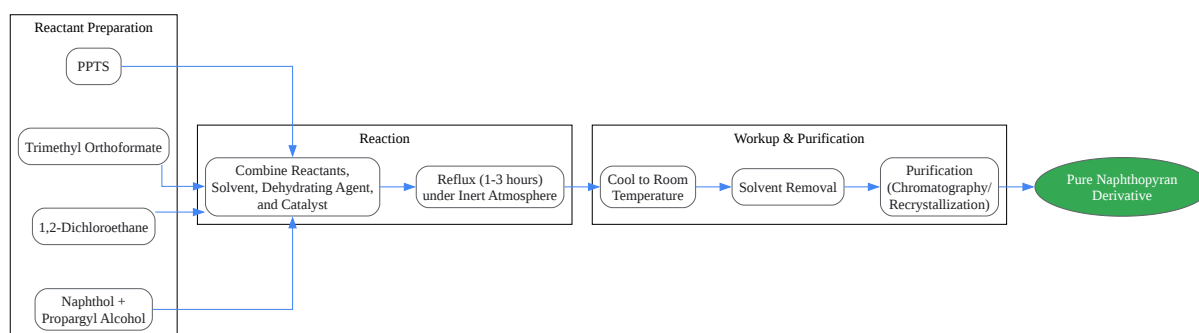 Reactant Preparation
PPTS
Trimethyl Orthoformate
1,2-Dichloroethane
Naphthol +
Propargyl Alcohol
Reaction
Combine Reactants,
Solvent, Dehydrating Agent,
and Catalyst
Reflux (1-3 hours)
under Inert Atmosphere
Workup & Purification
Cool to Room
Temperature
Solvent Removal
Purification
(Chromatography/
Recrystallization)
Pure Naphthopyran
Derivative